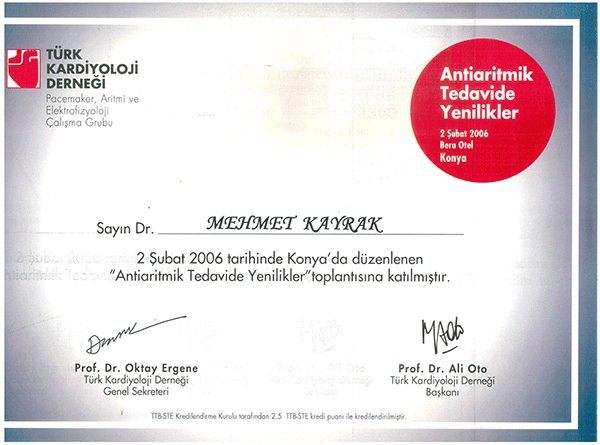 TÜRK
KARDİYOLOJİ
DERNEĞİ
Pacemaker, Aritmi ve
Elektrofizyoloji
Çalışma Grubu
Antiaritmik
Tedavide
Yenilikler
2 Şubat 2006
Bera Otel
Konya
Sayın Dr. MEHMET KAYRAK
2 Şubat 2006 tarihinde Konya'da düzenlenen
"Antiaritmik Tedavide Yenilikler" toplantısına katılmıştır.
Prof. Dr. Oktay Ergene
Türk Kardiyoloji Derneği
Genel Sekreteri
Prof. Dr. Ali Oto
Türk Kardiyoloji Derneği
Başkanı
TTB-STE Kredilendirme Kurulu tarafından 2.5 TTB-STE kredi puanı ile kredilendirilmiştir.